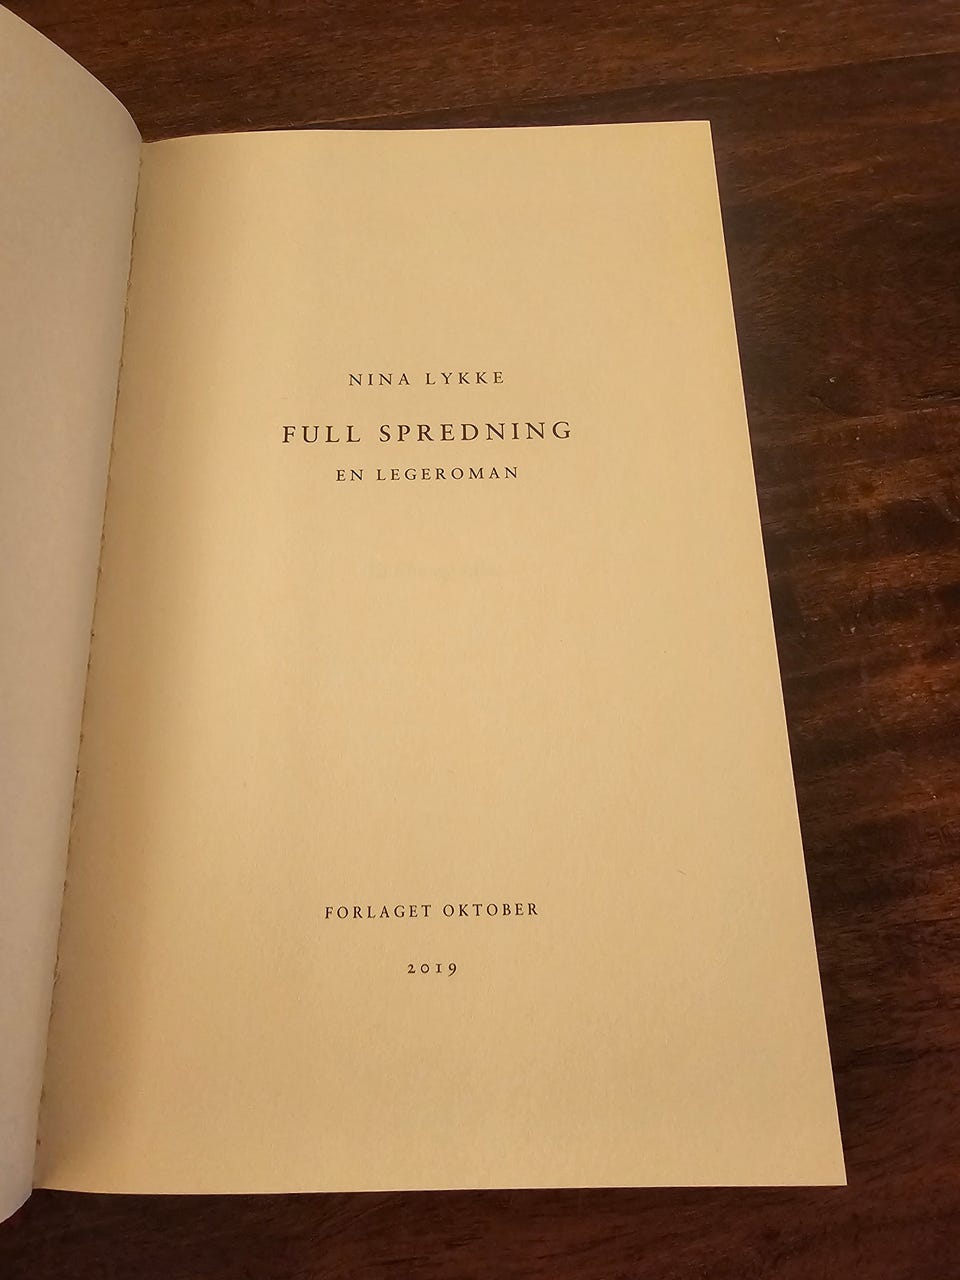 NINA LYKKE
FULL SPREDNING
EN LEGEROMAN
FORLAGET OKTOBER
2019